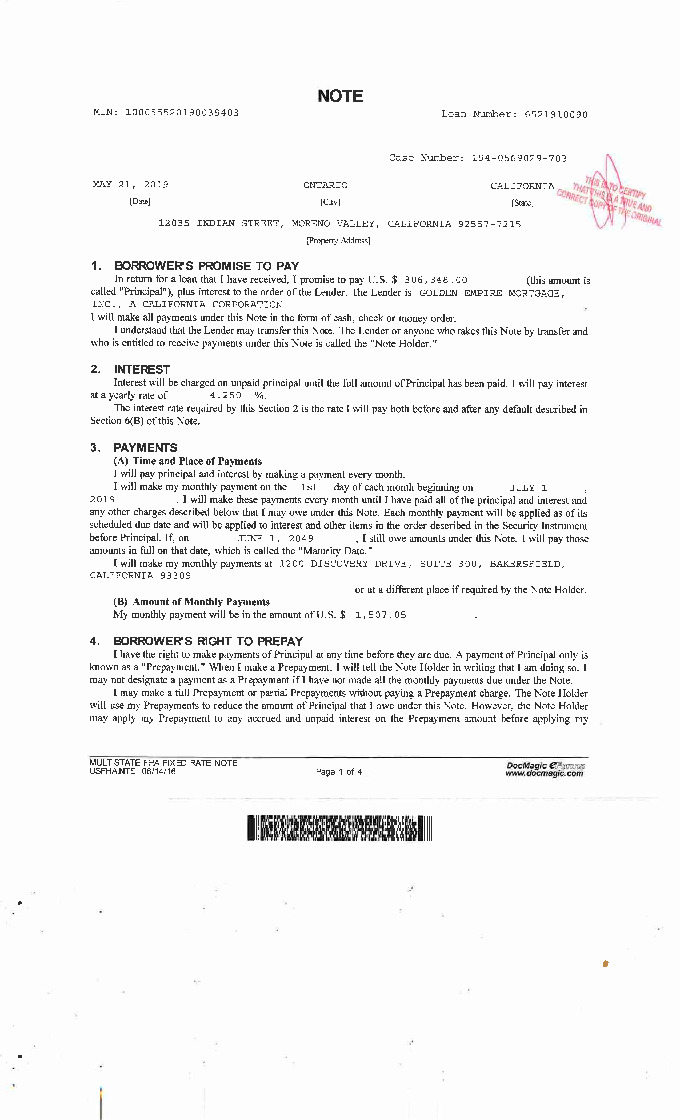 NOTE
MIN: 100055520190039403 Loan Number: 6521910090
Case Number: 194-0569029-703
MAY 21, 2019 ONTARIO CALIFORNIA
[Date] [City] [State]
THIS IS TO CERTIFY
THAT THIS IS A TRUE AND
CORRECT COPY OF THE ORIGINAL
12035 INDIAN STREET, MORENO VALLEY, CALIFORNIA 92557-7215
[Property Address]
1. BORROWER'S PROMISE TO PAY
In return for a loan that I have received, I promise to pay U.S. $ 306,348.00 (this amount is
called "Principal"), plus interest to the order of the Lender. The Lender is GOLDEN EMPIRE MORTGAGE,
INC., A CALIFORNIA CORPORATION .
I will make all payments under this Note in the form of cash, check or money order.
I understand that the Lender may transfer this Note. The Lender or anyone who takes this Note by transfer and
who is entitled to receive payments under this Note is called the "Note Holder."
2. INTEREST
Interest will be charged on unpaid principal until the full amount of Principal has been paid. I will pay interest
at a yearly rate of 4.250 %.
The interest rate required by this Section 2 is the rate I will pay both before and after any default described in
Section 6(B) of this Note.
3. PAYMENTS
(A) Time and Place of Payments
I will pay principal and interest by making a payment every month.
I will make my monthly payment on the 1st day of each month beginning on JULY 1 ,
2019 . I will make these payments every month until I have paid all of the principal and interest and
any other charges described below that I may owe under this Note. Each monthly payment will be applied as of its
scheduled due date and will be applied to interest and other items in the order described in the Security Instrument
before Principal. If, on JUNE 1, 2049 , I still owe amounts under this Note, I will pay those
amounts in full on that date, which is called the "Maturity Date."
I will make my monthly payments at 1200 DISCOVERY DRIVE, SUITE 300, BAKERSFIELD,
CALIFORNIA 93309
or at a different place if required by the Note Holder.
(B) Amount of Monthly Payments
My monthly payment will be in the amount of U.S. $ 1,507.05 .
4. BORROWER'S RIGHT TO PREPAY
I have the right to make payments of Principal at any time before they are due. A payment of Principal only is
known as a "Prepayment." When I make a Prepayment, I will tell the Note Holder in writing that I am doing so. I
may not designate a payment as a Prepayment if I have not made all the monthly payments due under the Note.
I may make a full Prepayment or partial Prepayments without paying a Prepayment charge. The Note Holder
will use my Prepayments to reduce the amount of Principal that I owe under this Note. However, the Note Holder
may apply my Prepayment to any accrued and unpaid interest on the Prepayment amount before applying my
MULTISTATE FHA FIXED RATE NOTE DocMagic
USFHA.NTE 06/14/16 Page 1 of 4 www.docmagic.com